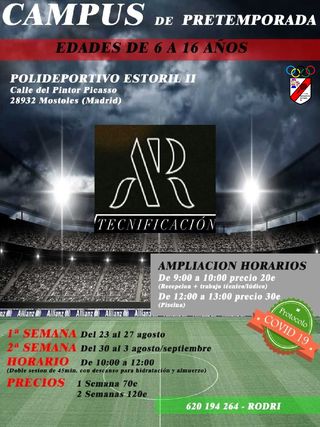 CAMPUS DE PRETEMPORADA
EDADES DE 6 A 16 AÑOS
POLIDEPORTIVO ESTORIL II
Calle del Pintor Picasso
28932 Mostoles (Madrid)
AR
TECNIFICACIÓN
AMPLIACION HORARIOS
De 9:00 a 10:00 precio 20e
(Recepcion + trabajo técnico/lúdico)
De 12:00 a 13:00 precio 30e
(Piscina)
Allianz
Allianz
Allianz
Protocolo
COVID 19
1ª SEMANA Del 23 al 27 agosto
2ª SEMANA Del 30 al 3 agosto/septiembre
HORARIO De 10:00 a 12:00
(Doble sesion de 45min. con descanso para hidratación y almuerzo)
PRECIOS 1 Semana 70e
2 Semanas 120e
620 194 264 - RODRI